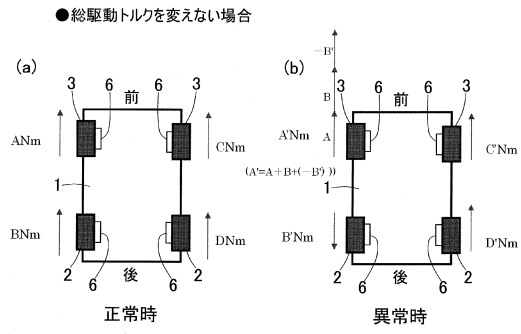 ●総駆動トルクを変えない場合
(a)
3
6
6
3
前
ANm
CNm
1
BNm
DNm
2
6
後
6
2
正常時
(b)
-B'
B
3
6
6
3
前
A'Nm
A
C'Nm
(A'=A+B+(-B') ))
1
B'Nm
D'Nm
2
6
後
6
2
異常時